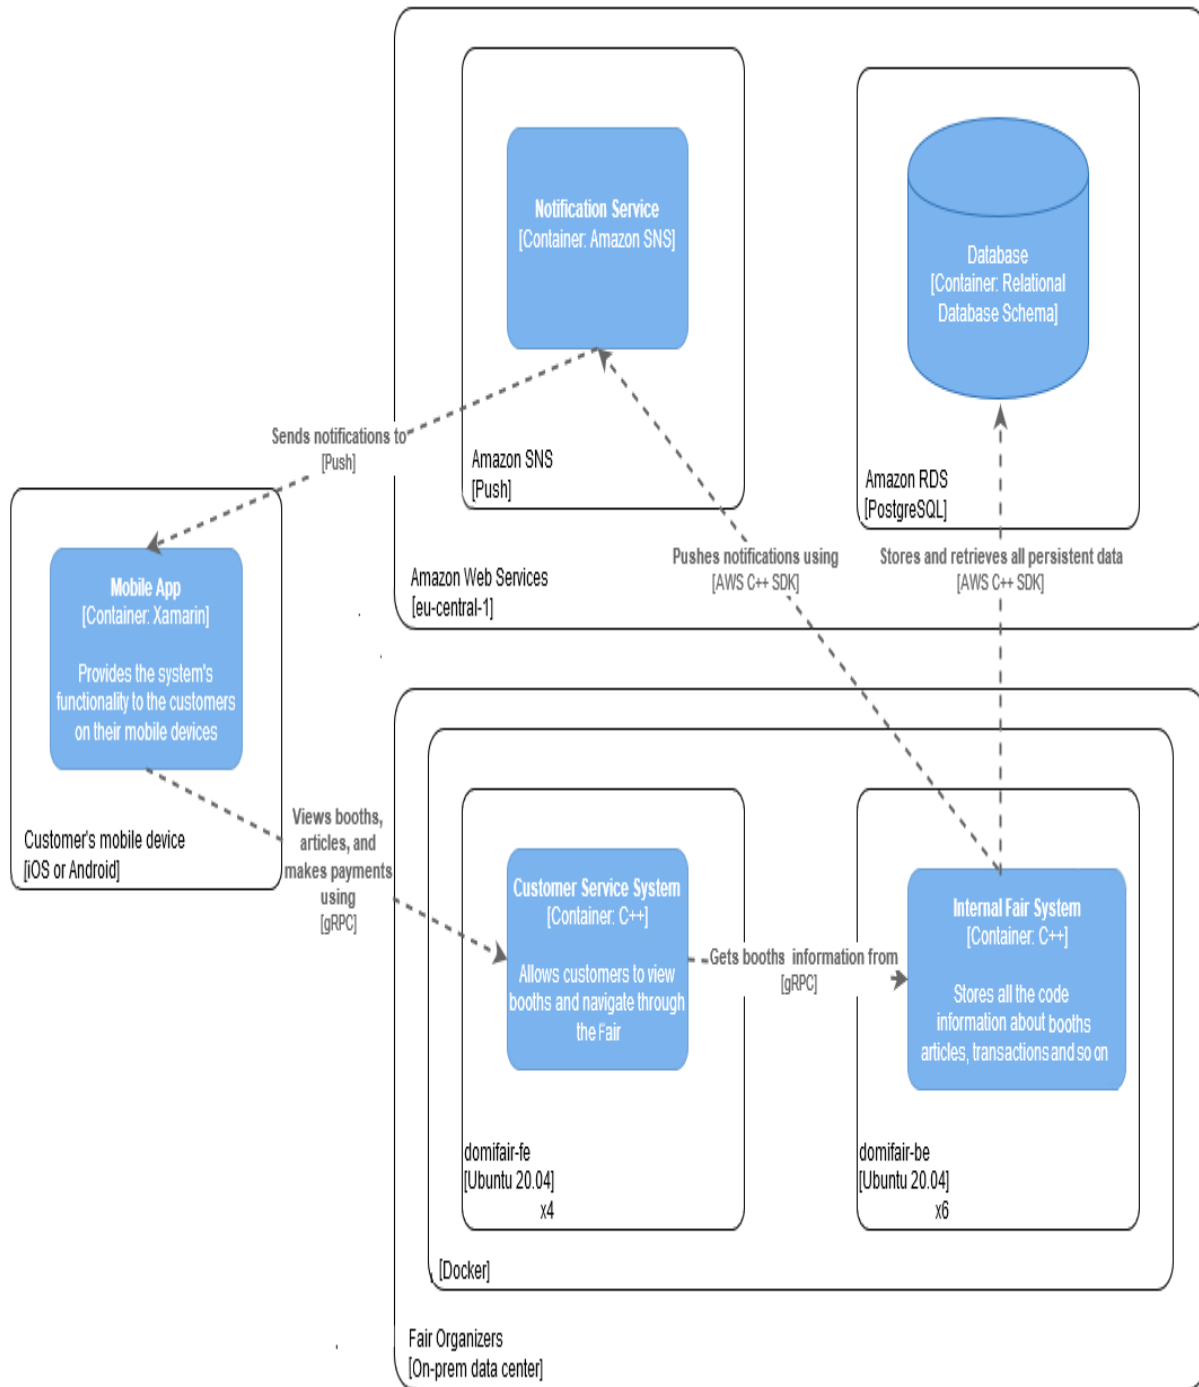 Notification Service
[Container: Amazon SNS]
Database
[Container: Relational
Database Schema]
Sends notifications to
[Push]
Amazon SNS
[Push]
Amazon RDS
[PostgreSQL]
Pushes notifications using
[AWS C++ SDK]
Stores and retrieves all persistent data
[AWS C++ SDK]
Amazon Web Services
[eu-central-1]
Mobile App
[Container: Xamarin]
Provides the system's
functionality to the customers
on their mobile devices
Customer's mobile device
[iOS or Android]
Views booths,
articles, and
makes payments
using
[gRPC]
Customer Service System
[Container: C++]
Allows customers to view
booths and navigate through
the Fair
Gets booths information from
[gRPC]
Internal Fair System
[Container: C++]
Stores all the code
information about booths
articles, transactions and so on
domifair-fe
[Ubuntu 20.04]
x4
domifair-be
[Ubuntu 20.04]
x6
[Docker]
Fair Organizers
[On-prem data center]